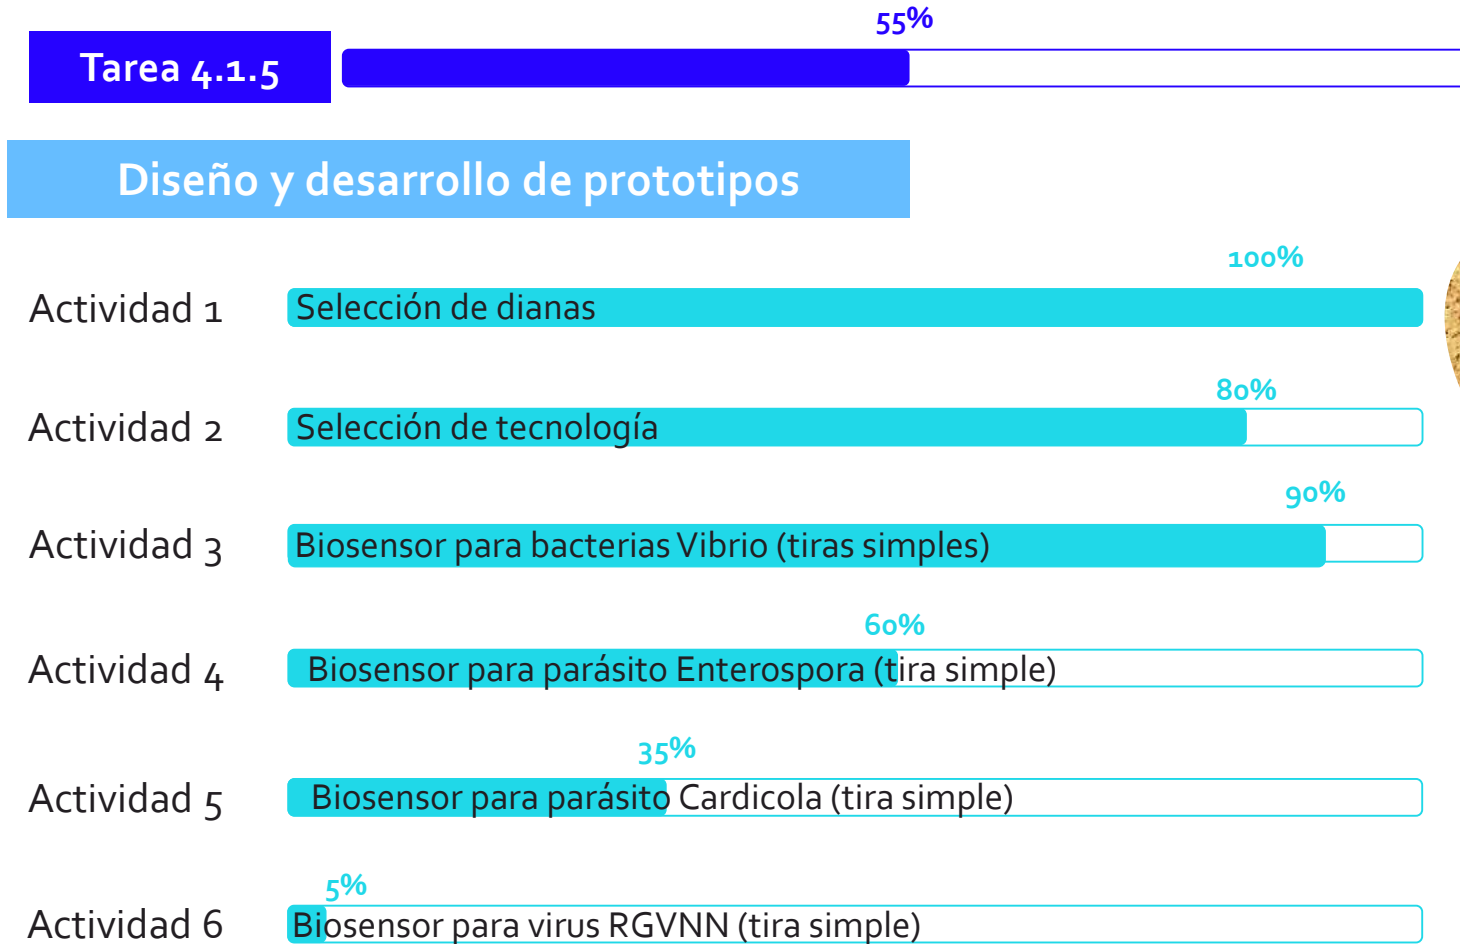 55%
Tarea 4.1.5
Diseño y desarrollo de prototipos
100%
Actividad 1 Selección de dianas
80%
Actividad 2 Selección de tecnología
90%
Actividad 3 Biosensor para bacterias Vibrio (tiras simples)
60%
Actividad 4 Biosensor para parásito Enterospora (tira simple)
35%
Actividad 5 Biosensor para parásito Cardicola (tira simple)
5%
Actividad 6 Biosensor para virus RGVNN (tira simple)